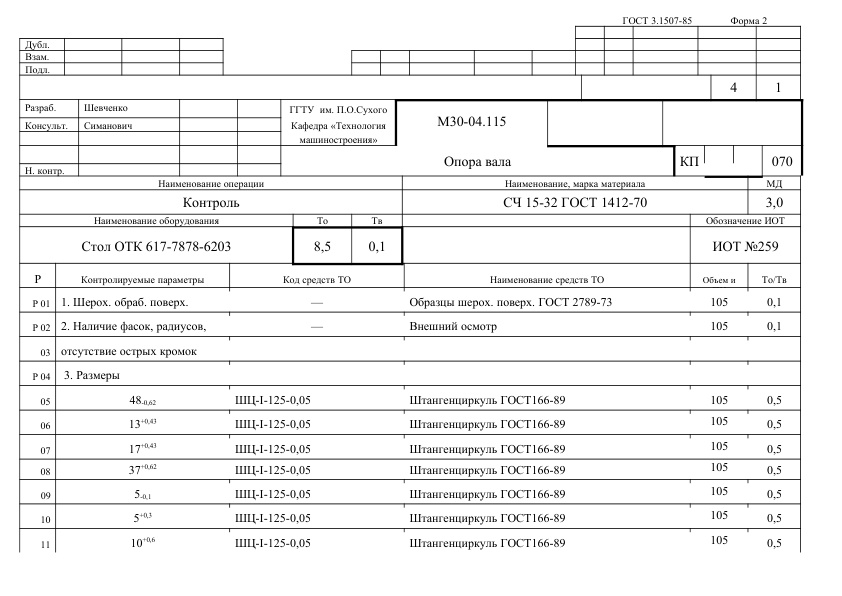 ГОСТ 3.1507-85 Форма 2
Дубл.
Взам.
Подл.
4 1
Разраб. Шевченко ГГТУ им. П.О.Сухого
Консульт. Симанович Кафедра «Технология
машиностроения»
М30-04.115
Опора вала КП 070
Н. контр.
Наименование операции Наименование, марка материала МД
Контроль СЧ 15-32 ГОСТ 1412-70 3,0
Наименование оборудования То Тв Обозначение ИОТ
Стол ОТК 617-7878-6203 8,5 0,1 ИОТ №259
Р Контролируемые параметры Код средств ТО Наименование средств ТО Объем и То/Тв
Р 01 1. Шерох. обраб. поверх. — Образцы шерох. поверх. ГОСТ 2789-73 105 0,1
Р 02 2. Наличие фасок, радиусов, — Внешний осмотр 105 0,1
03 отсутствие острых кромок
Р 04 3. Размеры
05 48-0,62 ШЦ-I-125-0,05 Штангенциркуль ГОСТ166-89 105 0,5
06 13+0,43 ШЦ-I-125-0,05 Штангенциркуль ГОСТ166-89 105 0,5
07 17+0,43 ШЦ-I-125-0,05 Штангенциркуль ГОСТ166-89 105 0,5
08 37+0,62 ШЦ-I-125-0,05 Штангенциркуль ГОСТ166-89 105 0,5
09 5-0,1 ШЦ-I-125-0,05 Штангенциркуль ГОСТ166-89 105 0,5
10 5+0,3 ШЦ-I-125-0,05 Штангенциркуль ГОСТ166-89 105 0,5
11 10+0,6 ШЦ-I-125-0,05 Штангенциркуль ГОСТ166-89 105 0,5